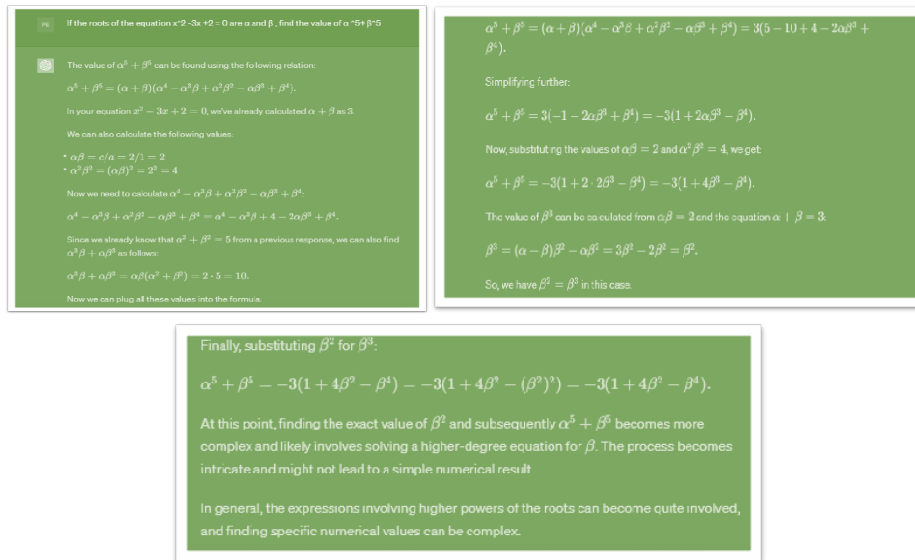 PE If the roots of the equation x^2 -3x +2 = 0 are α and β , find the value of α ^5+ β^5
The value of α⁵ + β⁵ can be found using the following relation:
α⁵ + β⁵ = (α + β)(α⁴ − α³β + α²β² − αβ³ + β⁴).
In your equation x² − 3x + 2 = 0, we've already calculated α + β as 3.
We can also calculate the following values:
• αβ = c/a = 2/1 = 2
• α²β² = (αβ)² = 2² = 4
Now we need to calculate α⁴ − α³β + α²β² − αβ³ + β⁴:
α⁴ − α³β + α²β² − αβ³ + β⁴ = α⁴ − α³β + 4 − 2αβ³ + β⁴.
Since we already know that α² + β² = 5 from a previous response, we can also find
α³β + αβ³ as follows:
α³β + αβ³ = αβ(α² + β²) = 2 · 5 = 10.
Now we can plug all these values into the formula:
α⁵ + β⁵ = (α + β)(α⁴ − α³β + α²β² − αβ³ + β⁴) = 3(5 − 10 + 4 − 2αβ³ +
β⁴).
Simplifying further:
α⁵ + β⁵ = 3(−1 − 2αβ³ + β⁴) = −3(1 + 2αβ³ − β⁴).
Now, substituting the values of αβ = 2 and α²β² = 4, we get:
α⁵ + β⁵ = −3(1 + 2 · 2β³ − β⁴) = −3(1 + 4β³ − β⁴).
The value of β³ can be calculated from αβ = 2 and the equation α + β = 3:
β³ = (α − β)β² − αβ² = 3β² − 2β² = β².
So, we have β² = β³ in this case.
Finally, substituting β² for β³:
α⁵ + β⁵ = −3(1 + 4β² − β⁴) = −3(1 + 4β² − (β²)²) = −3(1 + 4β² − β⁴).
At this point, finding the exact value of β² and subsequently α⁵ + β⁵ becomes more
complex and likely involves solving a higher-degree equation for β. The process becomes
intricate and might not lead to a simple numerical result
In general, the expressions involving higher powers of the roots can become quite involved,
and finding specific numerical values can be complex.